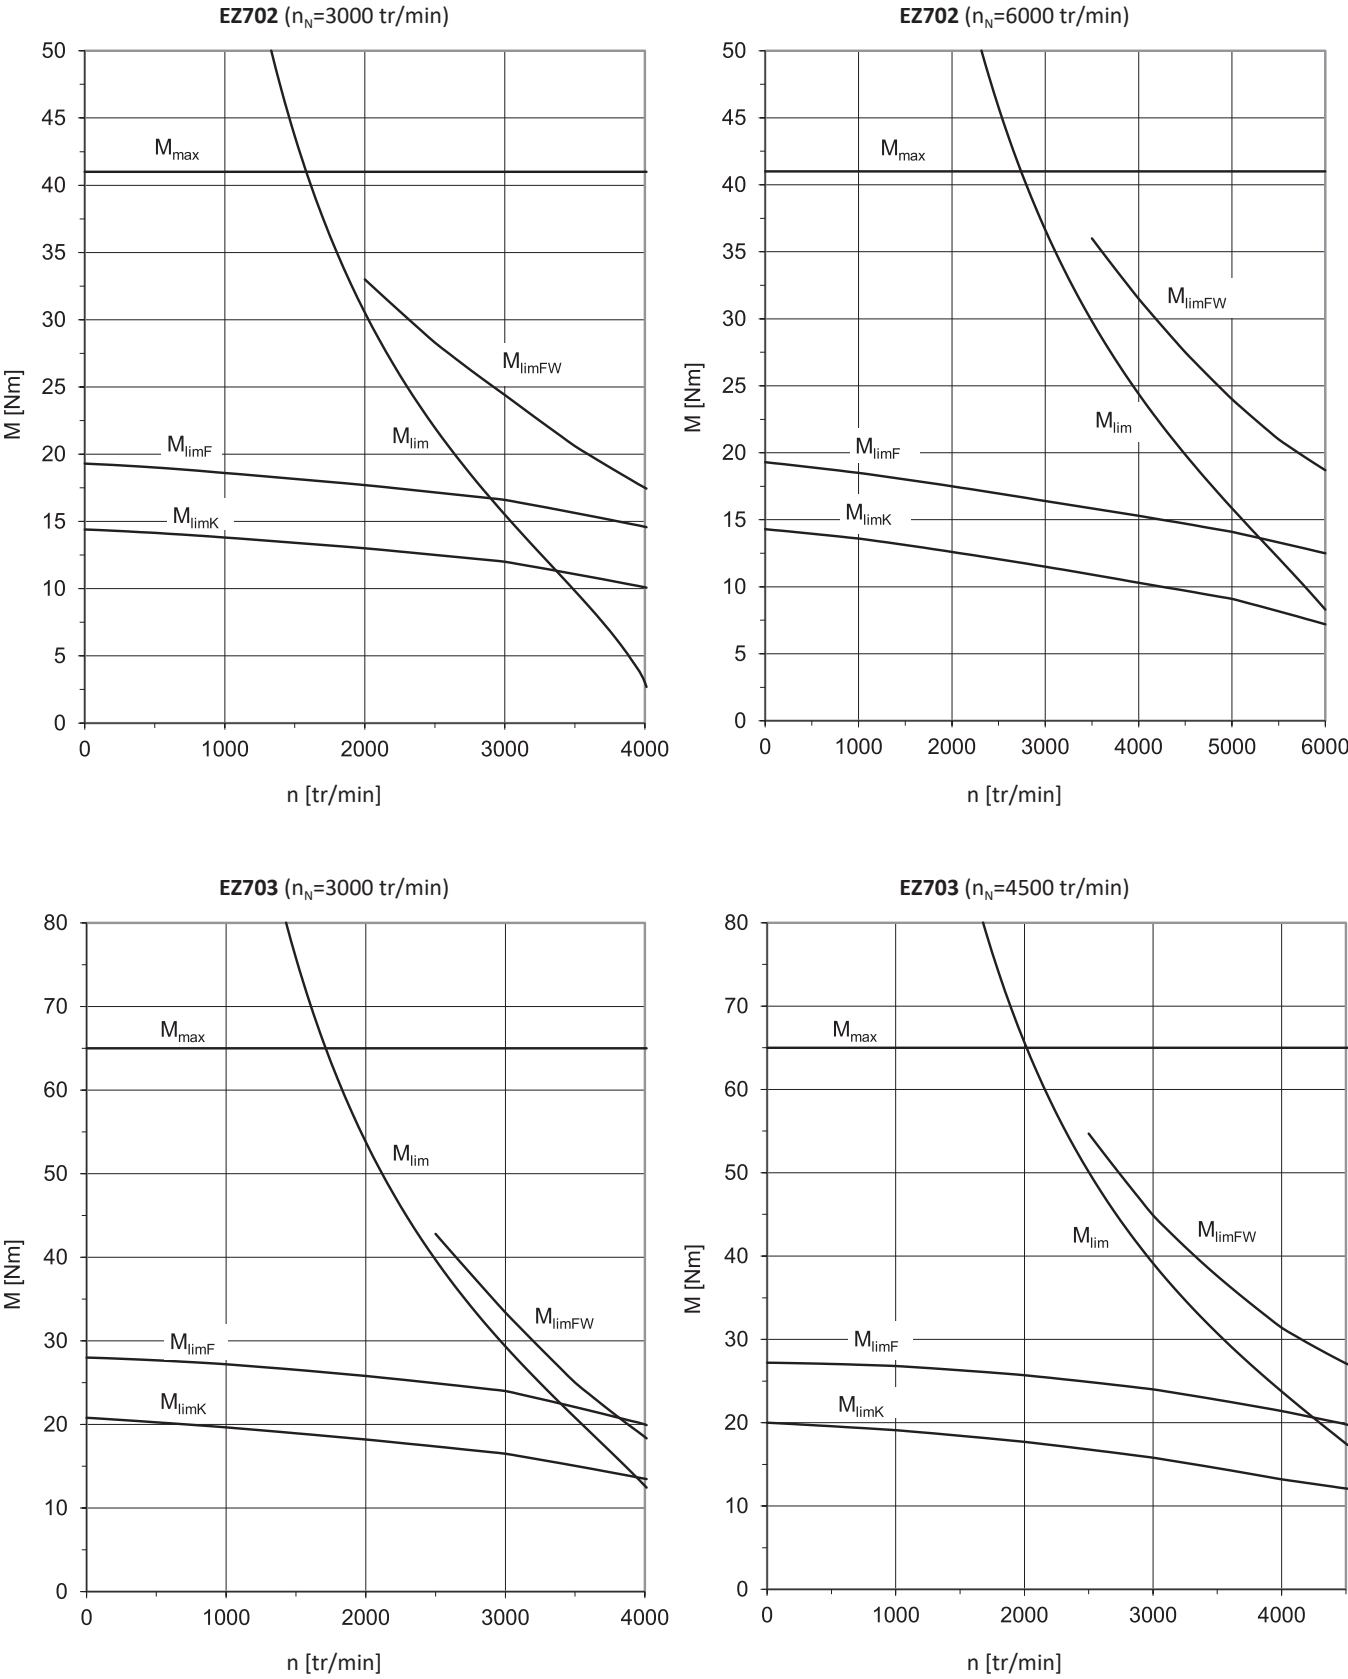 EZ702 (nN=3000 tr/min)
50
45
40
35
30
25
20
15
10
5
0
M [Nm]
Mmax
MlimFW
Mlim
MlimF
MlimK
0 1000 2000 3000 4000
n [tr/min]
EZ702 (nN=6000 tr/min)
50
45
40
35
30
25
20
15
10
5
0
M [Nm]
Mmax
MlimFW
Mlim
MlimF
MlimK
0 1000 2000 3000 4000 5000 6000
n [tr/min]
EZ703 (nN=3000 tr/min)
80
70
60
50
40
30
20
10
0
M [Nm]
Mmax
Mlim
MlimFW
MlimF
MlimK
0 1000 2000 3000 4000
n [tr/min]
EZ703 (nN=4500 tr/min)
80
70
60
50
40
30
20
10
0
M [Nm]
Mmax
MlimFW
Mlim
MlimF
MlimK
0 1000 2000 3000 4000
n [tr/min]